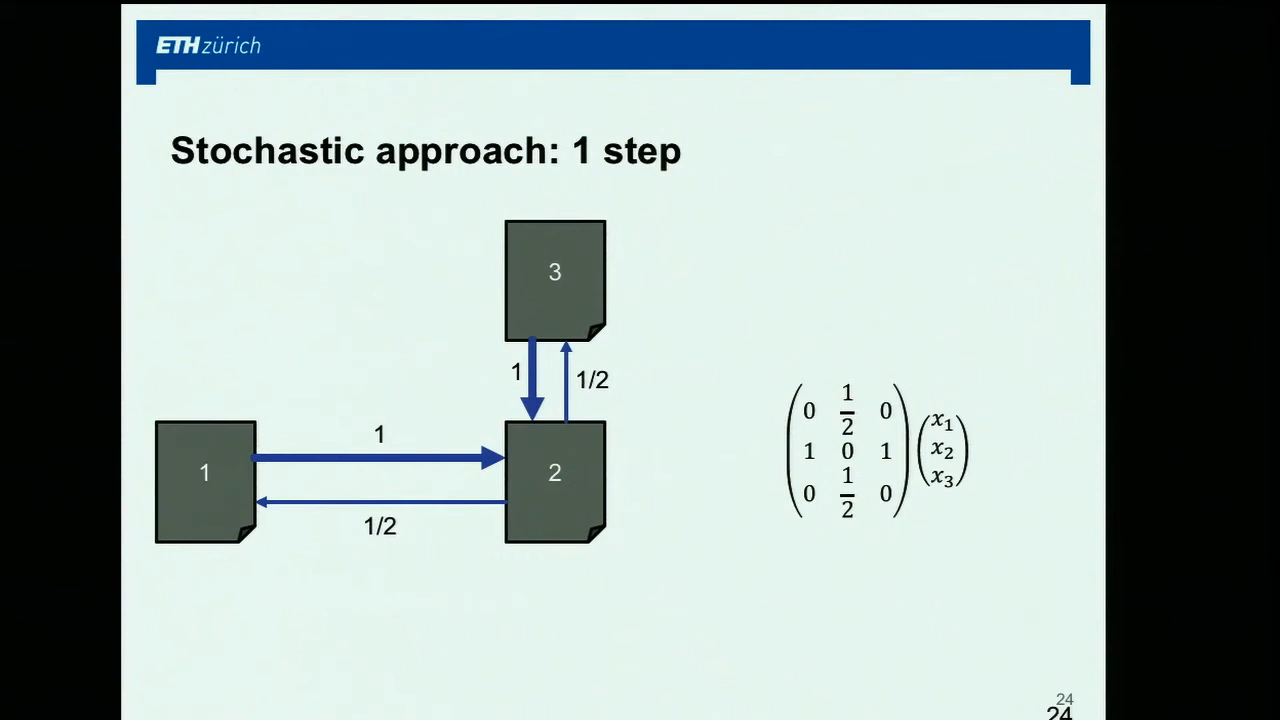 ETH zürich
Stochastic approach: 1 step
3
1
1/2
1
1
2
1/2
0 1/2 0
1 0 1
0 1/2 0
x₁
x₂
x₃
24
24